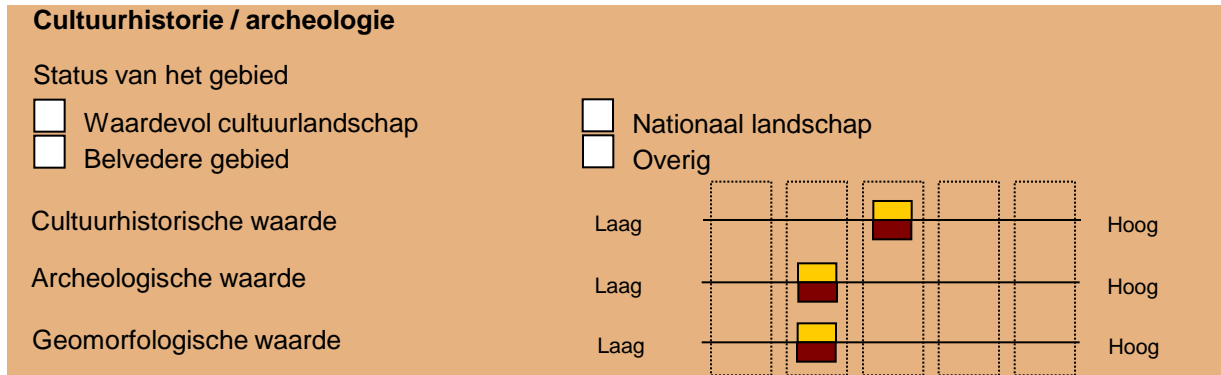 Cultuurhistorie / archeologie
Status van het gebied
Waardevol cultuurlandschap
Nationaal landschap
Belvedere gebied
Overig
Cultuurhistorische waarde Laag Hoog
Archeologische waarde Laag Hoog
Geomorfologische waarde Laag Hoog